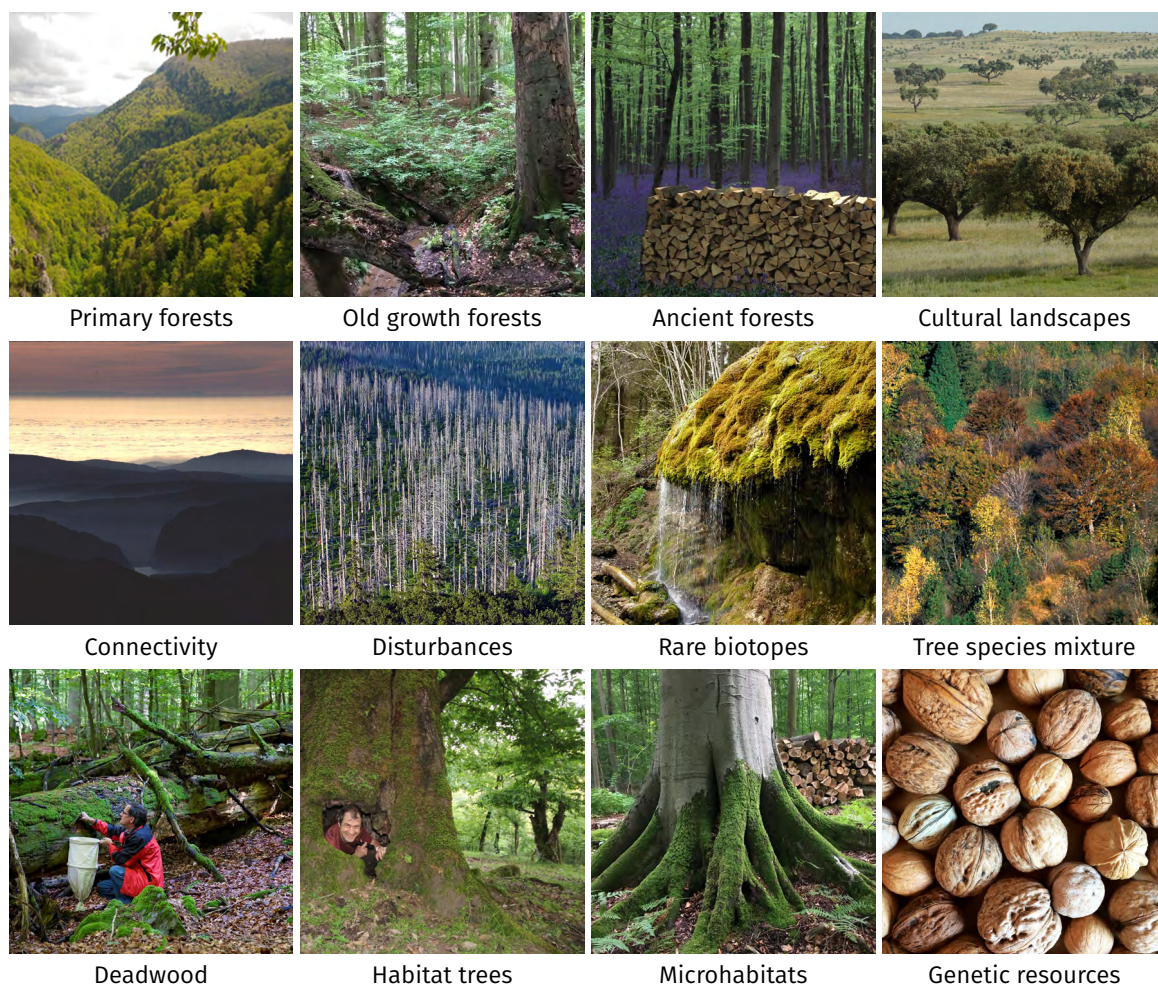 Primary forests
Old growth forests
Ancient forests
Cultural landscapes
Connectivity
Disturbances
Rare biotopes
Tree species mixture
Deadwood
Habitat trees
Microhabitats
Genetic resources